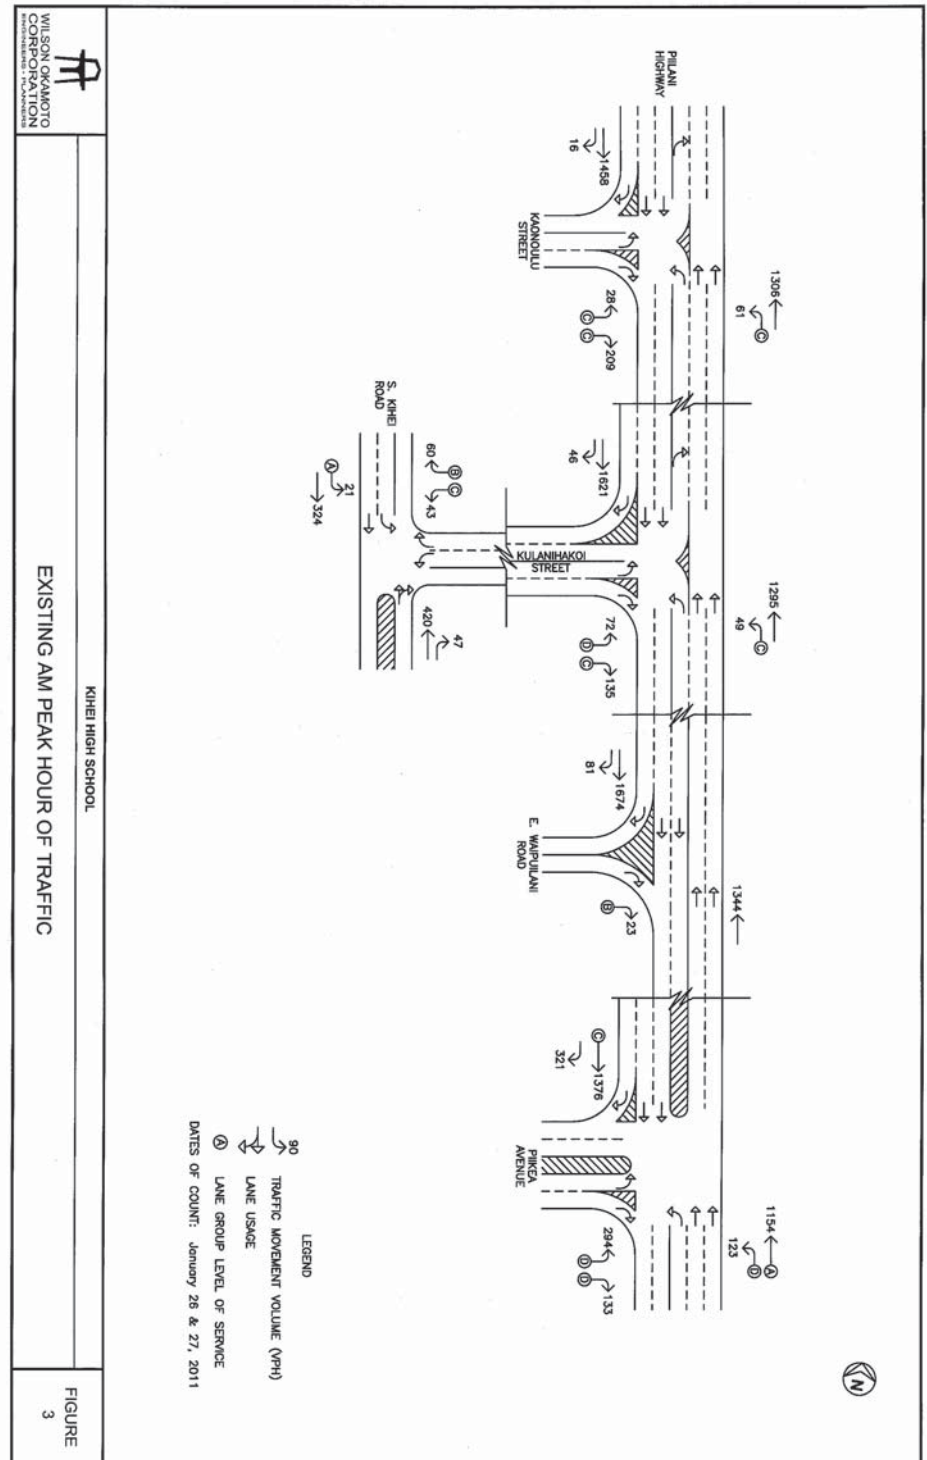 PIILANI
HIGHWAY
16
1458
KAONOULU
STREET
1306
61
C
28
C
C
209
S. KIHEI
ROAD
46
1621
60
B
C
43
A
21
324
KULANIHAKOI
STREET
1295
49
C
72
D
C
135
420
47
81
1674
E. WAIPUILANI
ROAD
1344
B
23
C
1376
321
PIIKEA
AVENUE
1154
A
123
D
294
D
D
133
LEGEND
90 TRAFFIC MOVEMENT VOLUME (VPH)
LANE USAGE
A LANE GROUP LEVEL OF SERVICE
DATES OF COUNT: January 26 & 27, 2011
N
WILSON OKAMOTO
CORPORATION
ENGINEERS • PLANNERS
KIHEI HIGH SCHOOL
EXISTING AM PEAK HOUR OF TRAFFIC
FIGURE
3